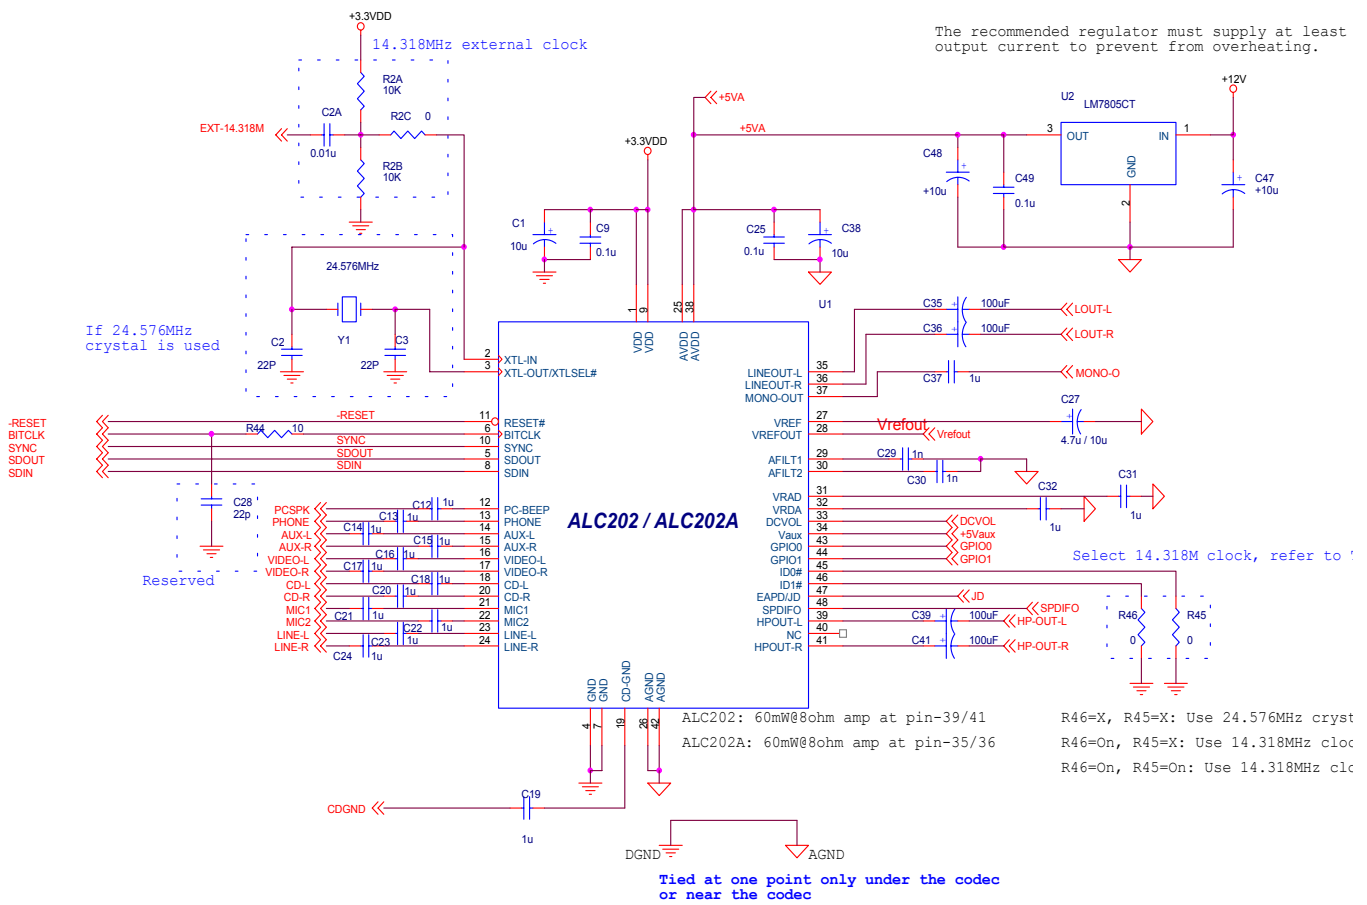 +3.3VDD
14.318MHz external clock
The recommended regulator must supply at least
output current to prevent from overheating.
R2A
10K
C2A
0.01u
R2C 0
EXT-14.318M
R2B
10K
+5VA
+5VA
+12V
U2
LM7805CT
3
OUT
IN
1
GND
2
C48
+10u
C49
0.1u
C47
+10u
+3.3VDD
C1
10u
C9
0.1u
C25
0.1u
C38
10u
24.576MHz
If 24.576MHz
crystal is used
C2
22P
Y1
C3
22P
U1
1
9
25
38
VDD
VDD
AVDD
AVDD
ALC202 / ALC202A
2 XTL-IN
3 XTL-OUT/XTLSEL#
-RESET -RESET 11 RESET#
BITCLK R44 10 6 BITCLK
SYNC SYNC 10 SYNC
SDOUT SDOUT 5 SDOUT
SDIN SDIN 8 SDIN
C28
22p
Reserved
PCSPK C12 1u 12 PC-BEEP
PHONE C13 1u 13 PHONE
AUX-L C14 1u 14 AUX-L
AUX-R C15 1u 15 AUX-R
VIDEO-L C16 1u 16 VIDEO-L
VIDEO-R C17 1u 17 VIDEO-R
CD-L C18 1u 18 CD-L
CD-R C20 1u 20 CD-R
MIC1 C21 1u 21 MIC1
MIC2 C22 1u 22 MIC2
LINE-L C23 1u 23 LINE-L
LINE-R C24 1u 24 LINE-R
LINEOUT-L 35 C35 100uF LOUT-L
LINEOUT-R 36 C36 100uF LOUT-R
MONO-OUT 37 C37 1u MONO-O
VREF 27 C27 4.7u / 10u
VREFOUT 28 Vrefout Vrefout
AFILT1 29 C29 1n
AFILT2 30 C30 1n
VRAD 31 C31 1u
VRDA 32 C32 1u
DCVOL 33 DCVOL
Vaux 34 +5Vaux
GPIO0 43 GPIO0
GPIO1 44 GPIO1
ID0# 45
ID1# 46
EAPD/JD 47 JD
SPDIFO 48 SPDIFO
HPOUT-L 39 C39 100uF HP-OUT-L
NC 40
HPOUT-R 41 C41 100uF HP-OUT-R
Select 14.318M clock, refer to
R46
0
R45
0
GND
GND
CD-GND
AGND
AGND
4
7
19
26
42
ALC202: 60mW@8ohm amp at pin-39/41
ALC202A: 60mW@8ohm amp at pin-35/36
R46=X, R45=X: Use 24.576MHz cryst
R46=On, R45=X: Use 14.318MHz cloc
R46=On, R45=On: Use 14.318MHz clo
CDGND
C19
1u
DGND
AGND
Tied at one point only under the codec
or near the codec